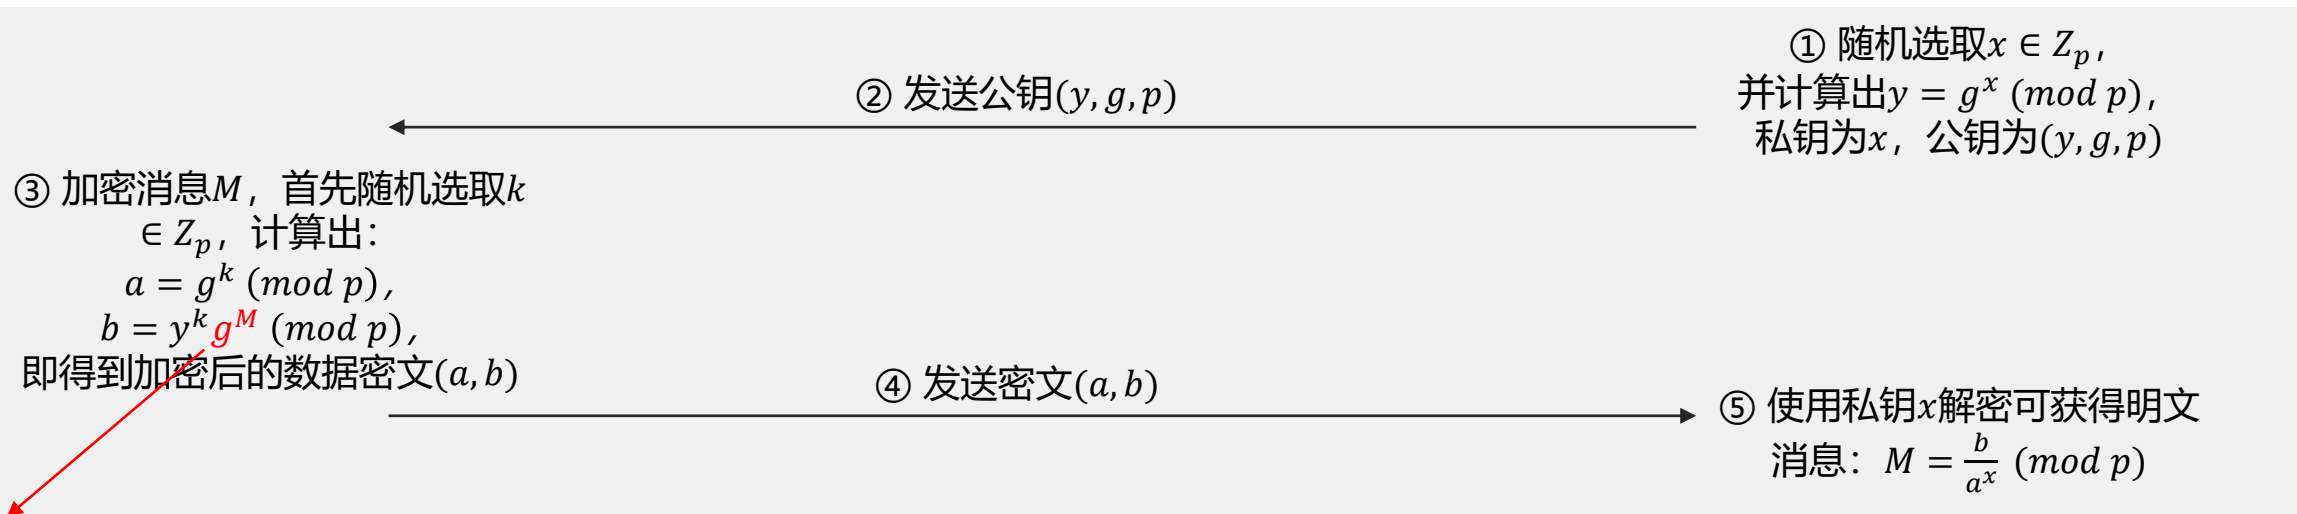 ① 随机选取x ∈ Z_p，
并计算出y = g^x (mod p)，
私钥为x，公钥为(y, g, p)
② 发送公钥(y, g, p)
③ 加密消息M，首先随机选取k
∈ Z_p，计算出：
a = g^k (mod p)，
b = y^k g^M (mod p)，
即得到加密后的数据密文(a, b)
④ 发送密文(a, b)
⑤ 使用私钥x解密可获得明文
消息：M = \frac{b}{a^x} (mod p)